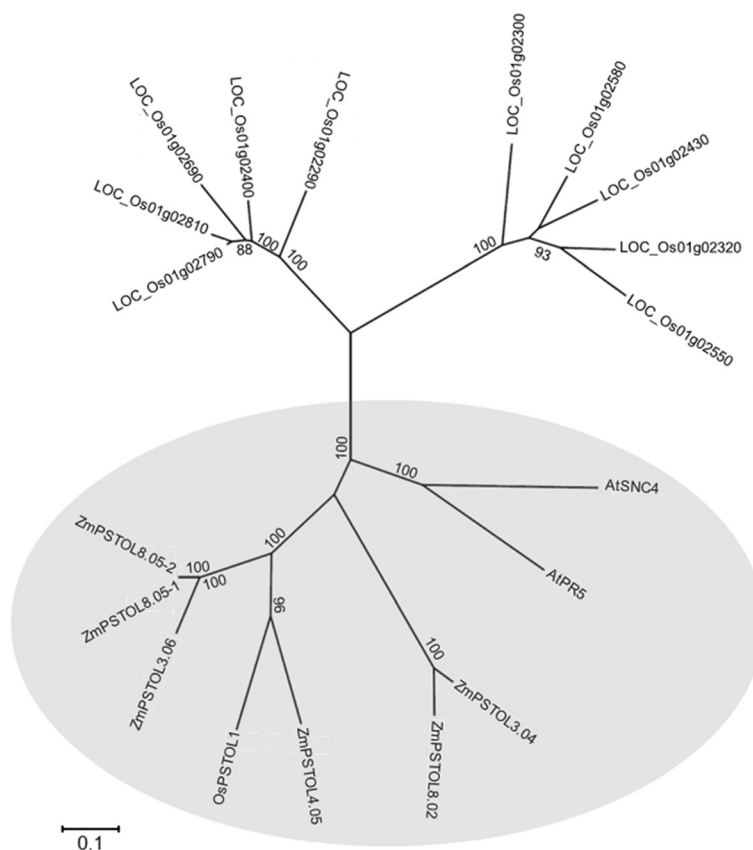 LOC_Os01g02300
LOC_Os01g02580
LOC_Os01g02430
LOC_Os01g02320
LOC_Os01g02550
LOC_Os01g02290
LOC_Os01g02400
LOC_Os01g02690
LOC_Os01g02810
LOC_Os01g02790
88
100
100
100
93
100
100
AtSNC4
AtPR5
100
ZmPSTOL8.05-2
ZmPSTOL8.05-1
ZmPSTOL3.06
100
100
96
OsPSTOL1
ZmPSTOL4.05
100
ZmPSTOL3.04
ZmPSTOL8.02
0.1